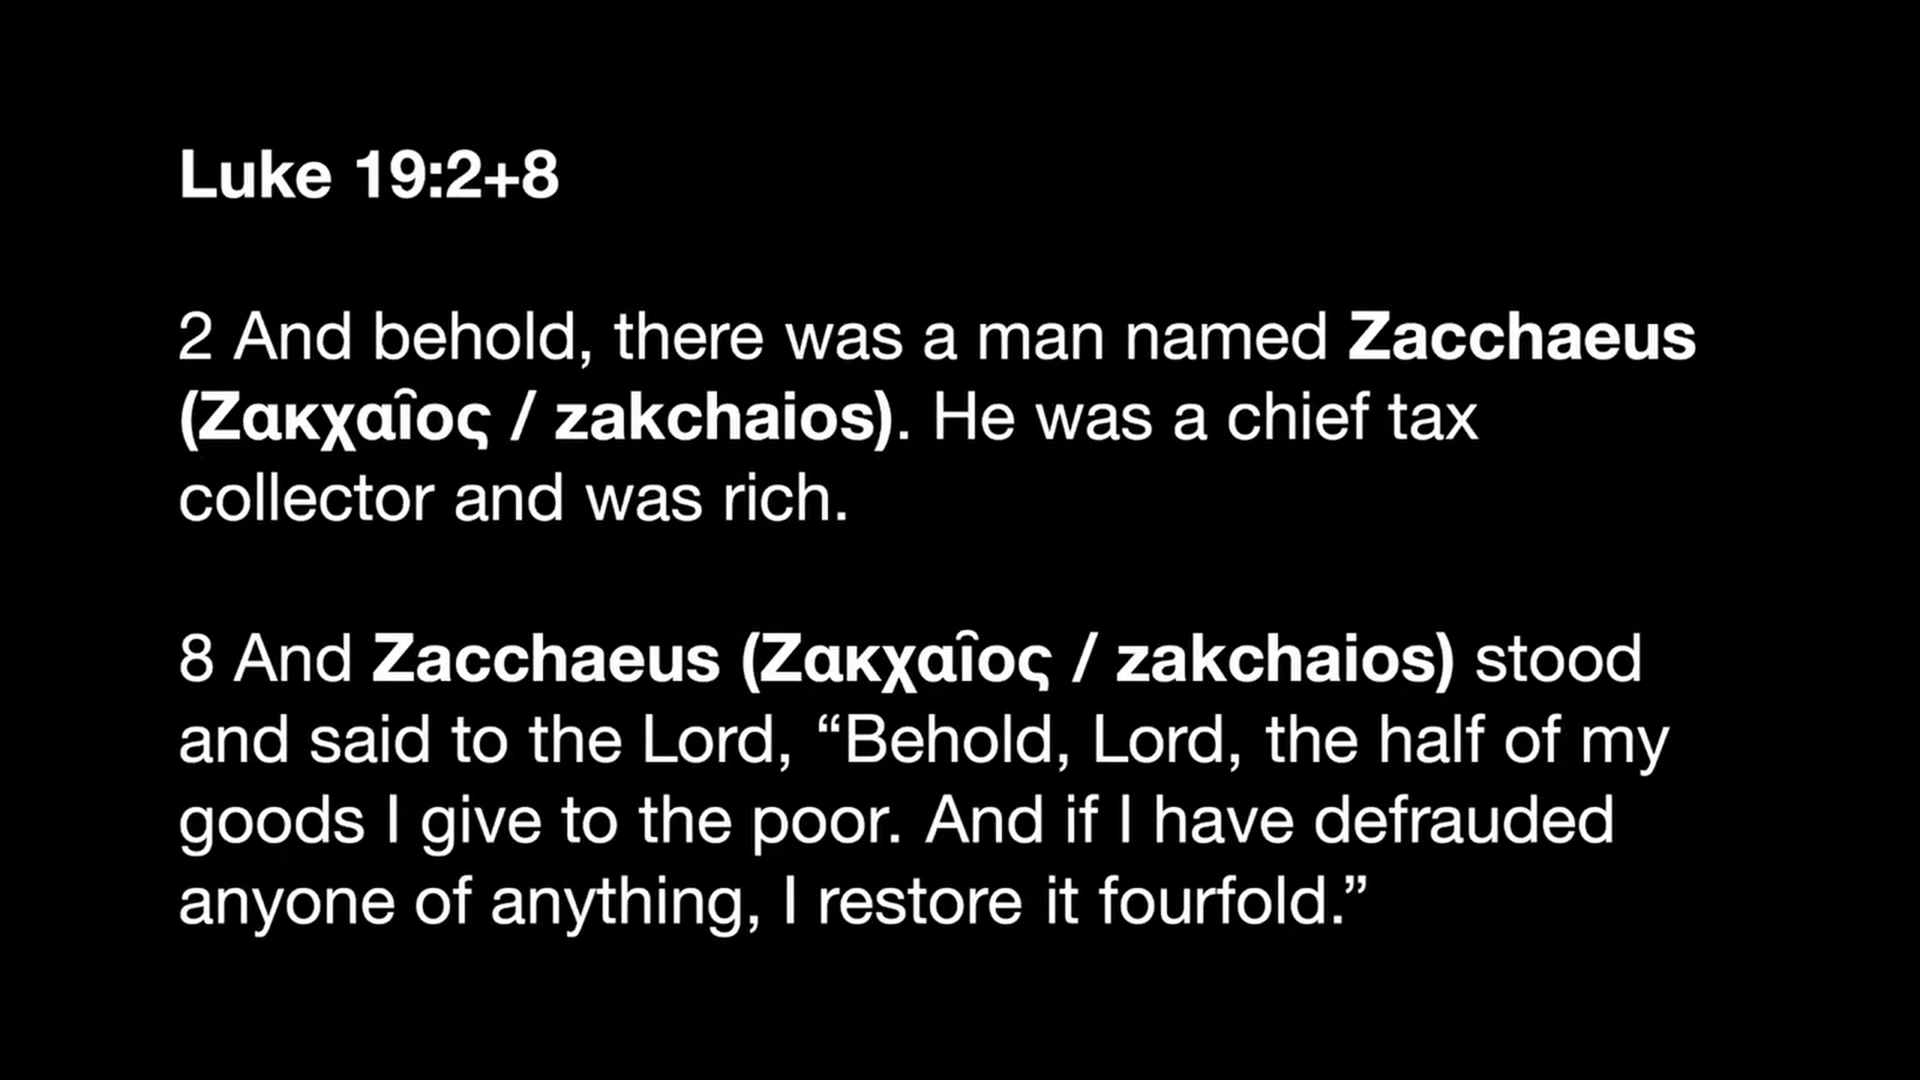 Luke 19:2+8
2 And behold, there was a man named Zacchaeus
(Ζακχαῖος / zakchaios). He was a chief tax
collector and was rich.
8 And Zacchaeus (Ζακχαῖος / zakchaios) stood
and said to the Lord, “Behold, Lord, the half of my
goods I give to the poor. And if I have defrauded
anyone of anything, I restore it fourfold.”